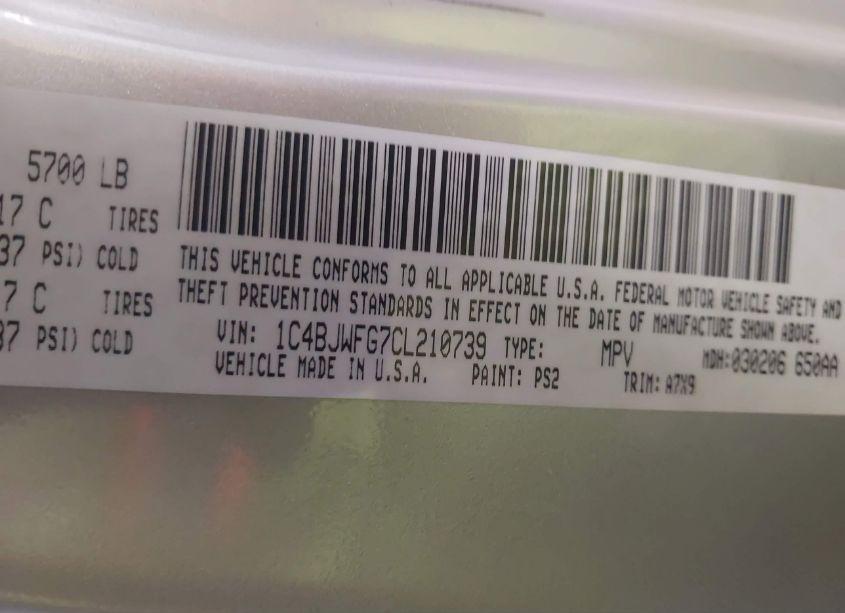 5700 LB
17 C TIRES
37 PSI) COLD
7 C TIRES
37 PSI) COLD
THIS VEHICLE CONFORMS TO ALL APPLICABLE U.S.A. FEDERAL MOTOR VEHICLE SAFETY AND
THEFT PREVENTION STANDARDS IN EFFECT ON THE DATE OF MANUFACTURE SHOWN ABOVE.
VIN: 1C4BJWFG7CL210739 TYPE: MPV MDH:030206 650AA
VEHICLE MADE IN U.S.A. PAINT: PS2 TRIM: A7X9